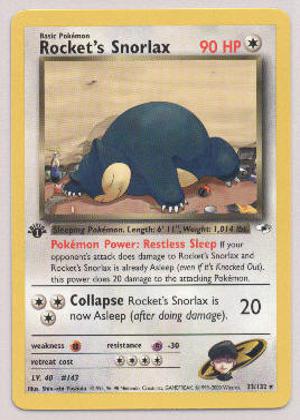 Basic Pokémon
Rocket's Snorlax 90 HP
Sleeping Pokémon. Length: 6' 11", Weight: 1,014 lbs.
Pokémon Power: Restless Sleep If your
opponent's attack does damage to Rocket's Snorlax and
Rocket's Snorlax is already Asleep (even if it's Knocked Out),
this power does 20 damage to the attacking Pokémon.
Collapse Rocket's Snorlax is
now Asleep (after doing damage). 20
weakness resistance -30
retreat cost
LV. 40 #143
Illus. 33/132